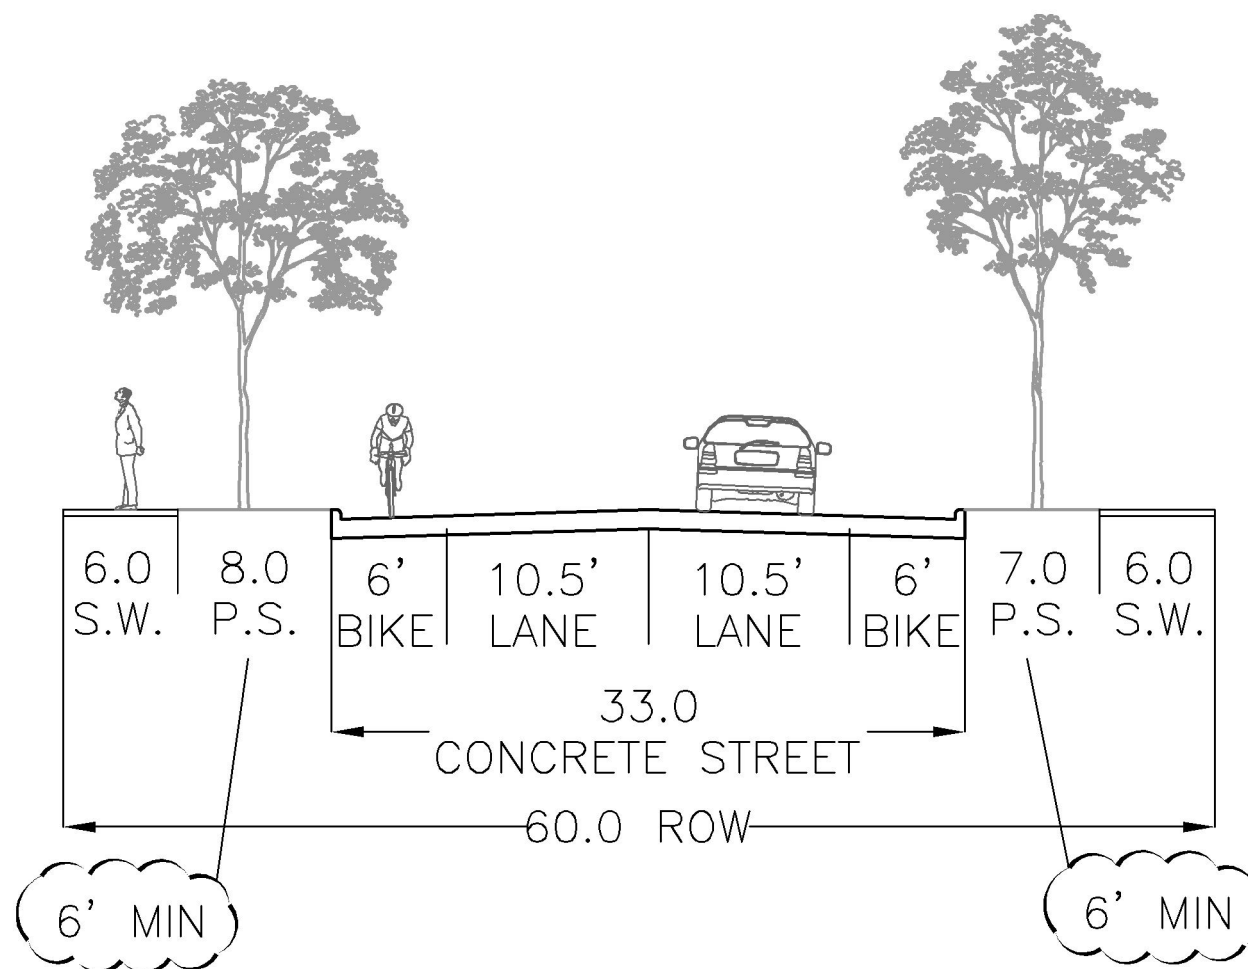 6.0
S.W.
8.0
P.S.
6'
BIKE
10.5'
LANE
10.5'
LANE
6'
BIKE
7.0
P.S.
6.0
S.W.
33.0
CONCRETE STREET
60.0 ROW
6' MIN
6' MIN